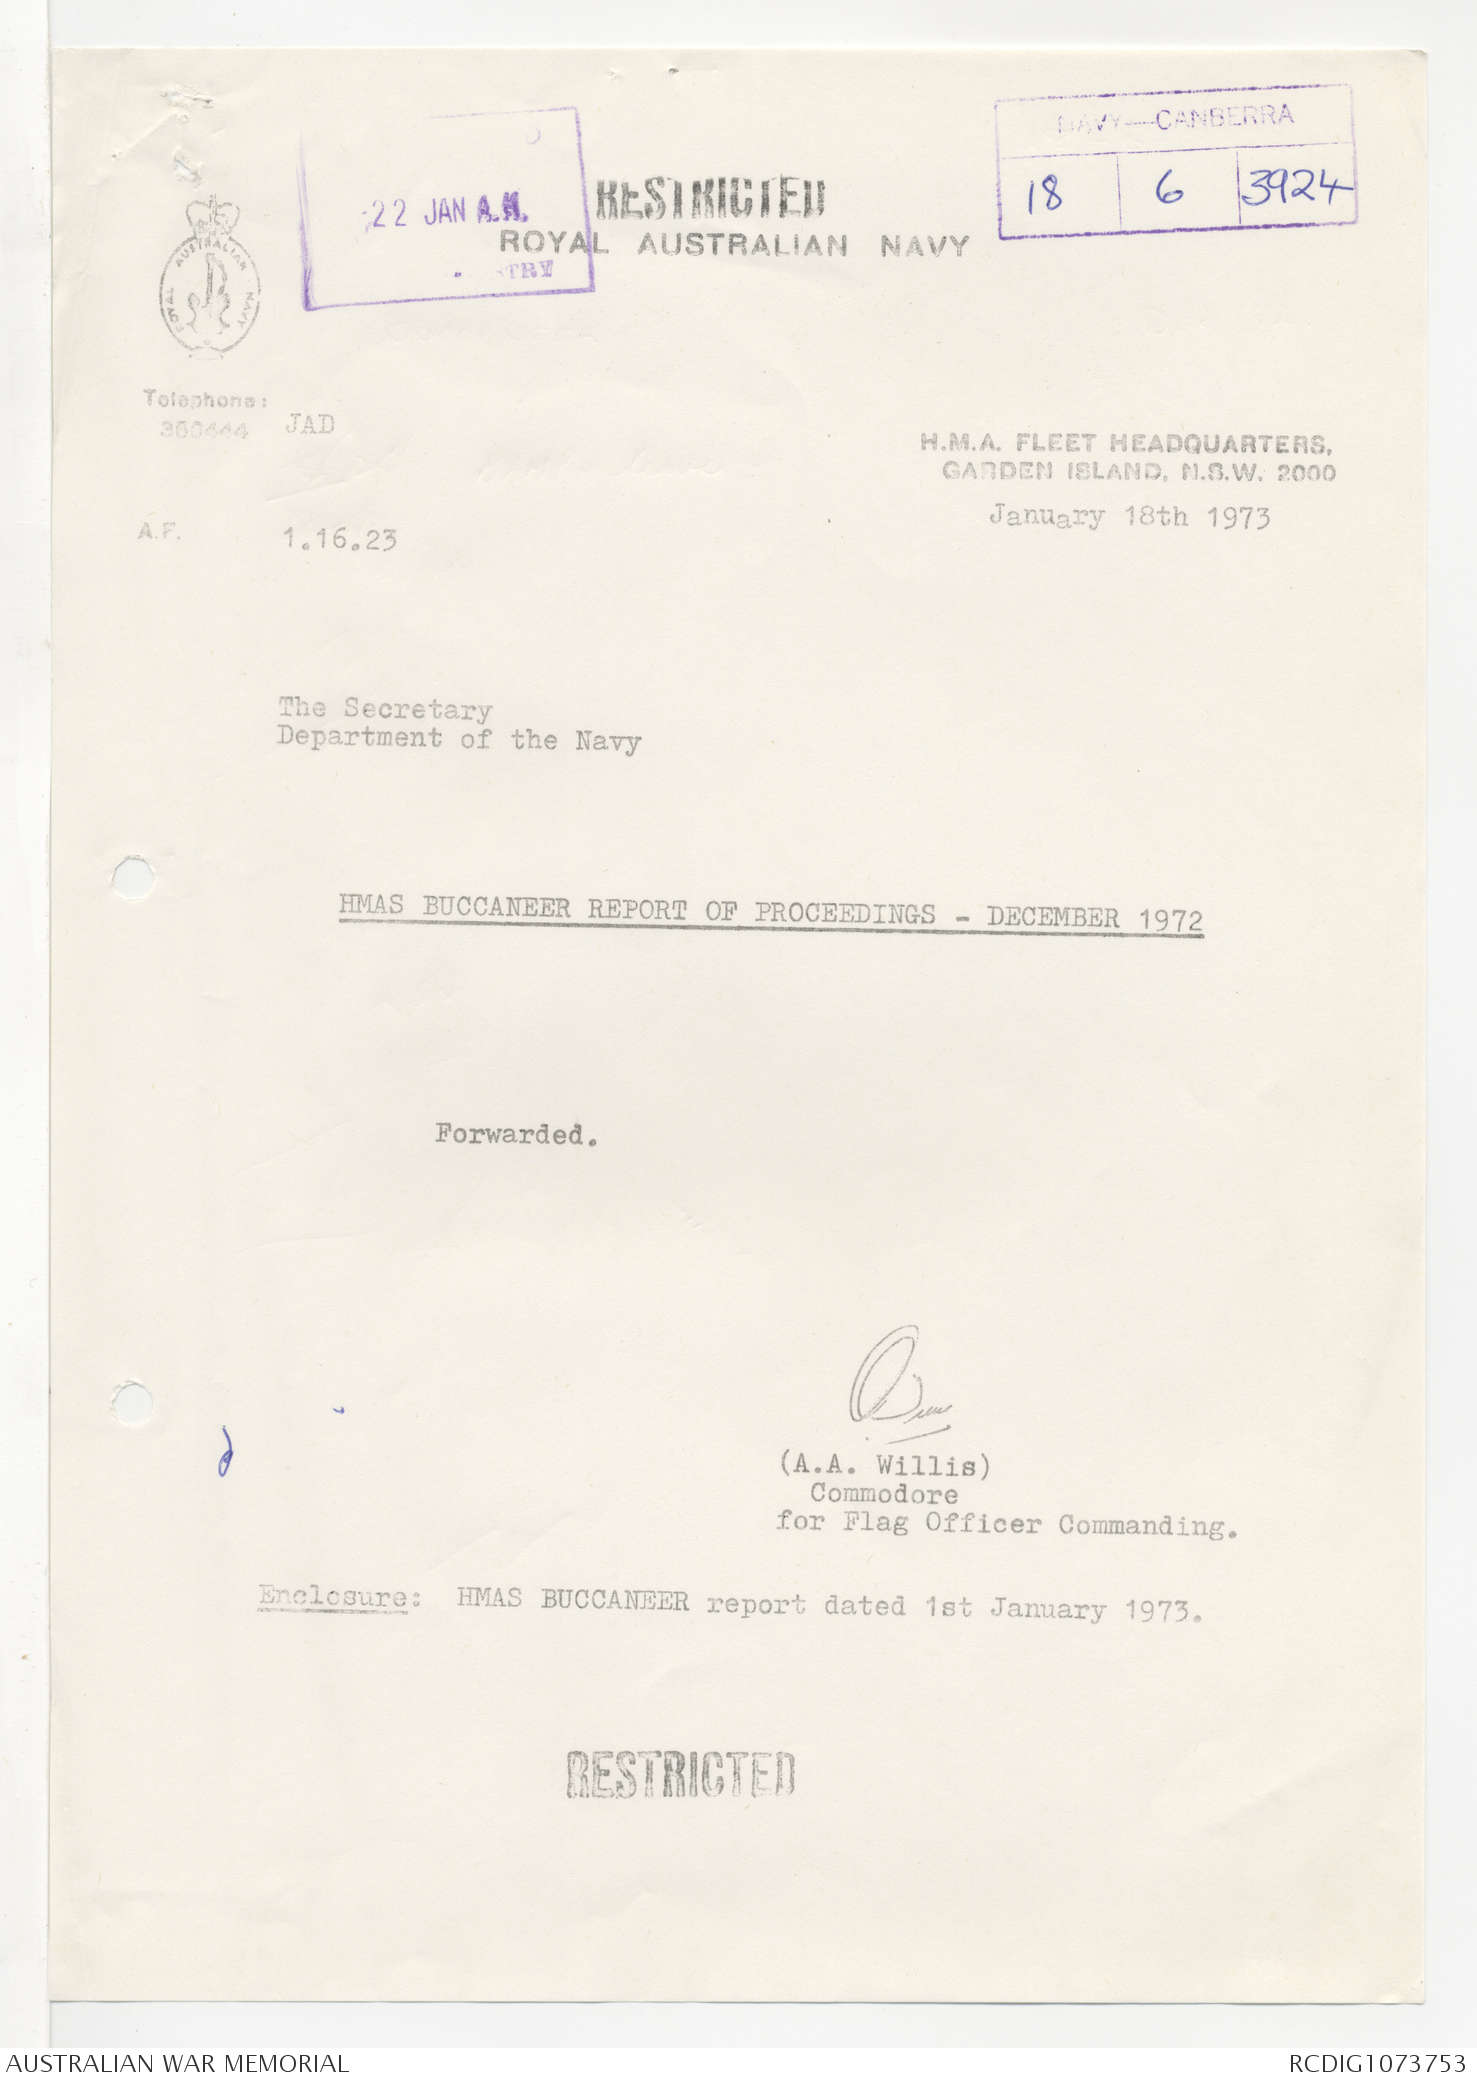 NAVY—CANBERRA
18 6 3924
22 JAN A.M.
RESTRICTED
ROYAL AUSTRALIAN NAVY
ROYAL AUSTRALIAN NAVY
Telephone:
JAD
H.M.A. FLEET HEADQUARTERS,
GARDEN ISLAND, N.S.W. 2000
January 18th 1973
A.F. 1.16.23
The Secretary
Department of the Navy
HMAS BUCCANEER REPORT OF PROCEEDINGS - DECEMBER 1972
Forwarded.
(A.A. Willis)
Commodore
for Flag Officer Commanding.
Enclosure: HMAS BUCCANEER report dated 1st January 1973.
RESTRICTED
AUSTRALIAN WAR MEMORIAL
RCDIG1073753